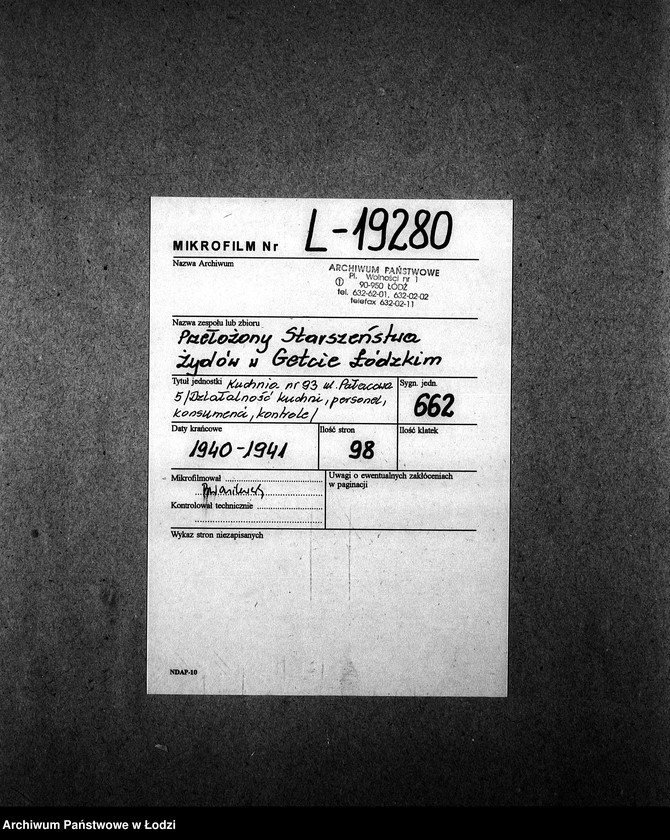 MIKROFILM Nr L-19280
Nazwa Archiwum
ARCHIWUM PAŃSTWOWE
Pl. Wolności nr 1
① 90-950 ŁÓDŹ
tel. 632-62-01, 632-02-02
telefax 632-02-11
Nazwa zespołu lub zbioru
Przełożony Starszeństwa
Żydów w Getcie Łódzkim
Tytuł jednostki Kuchnia nr 93 ul. Pałacowa
5 /Działalność kuchni, personel,
konsumenci, kontrole/
Sygn. jedn.
662
Daty krańcowe
1940-1941
Ilość stron
98
Ilość klatek
Mikrofilmował
Kontrolował technicznie
Uwagi o ewentualnych zakłóceniach
w paginacji
Wykaz stron niezapisanych
NDAP-10
Archiwum Państwowe w Łodzi